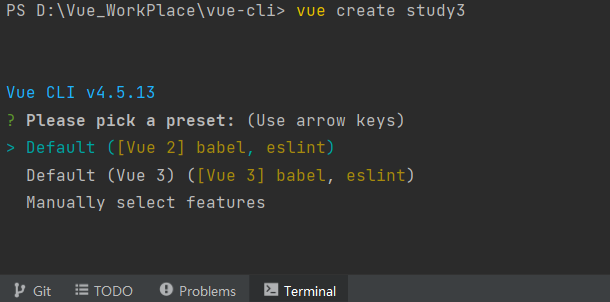 PS D:\Vue_WorkPlace\vue-cli> vue create study3
Vue CLI v4.5.13
? Please pick a preset: (Use arrow keys)
> Default ([Vue 2] babel, eslint)
Default (Vue 3) ([Vue 3] babel, eslint)
Manually select features
Git TODO Problems Terminal